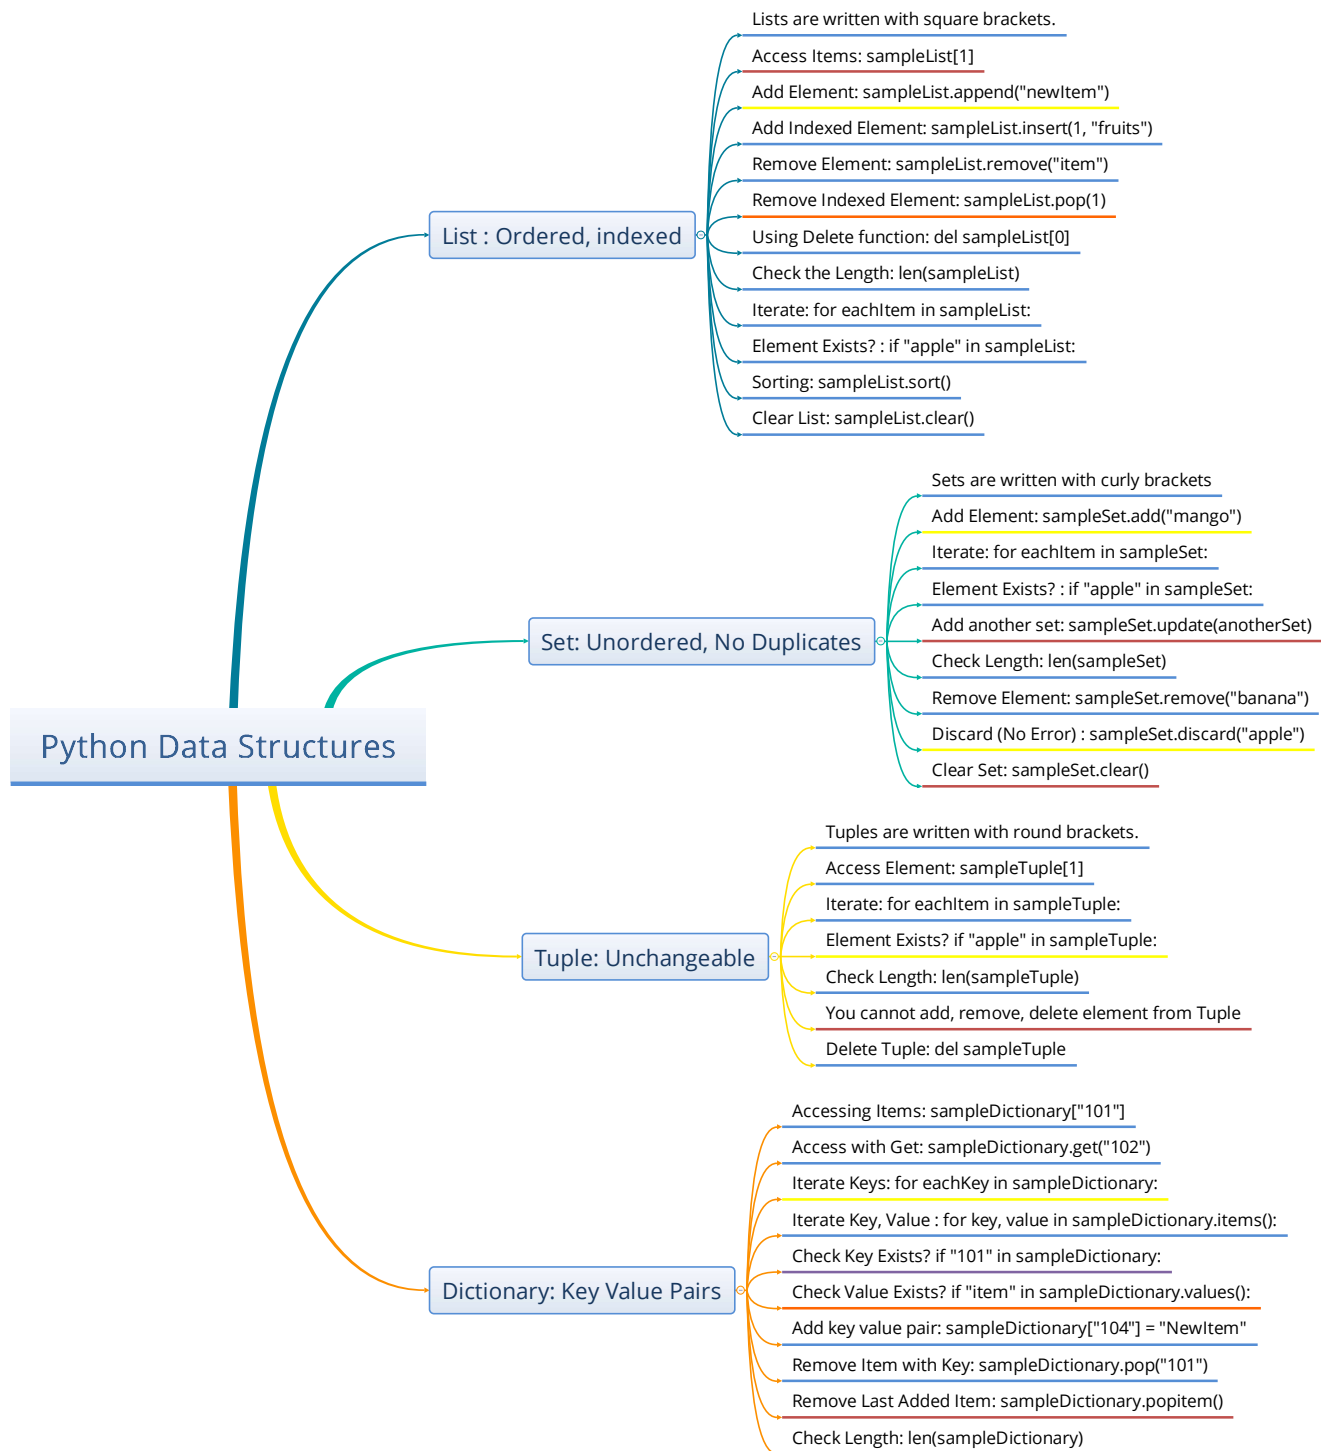 Python Data Structures
List : Ordered, indexed
Lists are written with square brackets.
Access Items: sampleList[1]
Add Element: sampleList.append("newItem")
Add Indexed Element: sampleList.insert(1, "fruits")
Remove Element: sampleList.remove("item")
Remove Indexed Element: sampleList.pop(1)
Using Delete function: del sampleList[0]
Check the Length: len(sampleList)
Iterate: for eachItem in sampleList:
Element Exists? : if "apple" in sampleList:
Sorting: sampleList.sort()
Clear List: sampleList.clear()
Set: Unordered, No Duplicates
Sets are written with curly brackets
Add Element: sampleSet.add("mango")
Iterate: for eachItem in sampleSet:
Element Exists? : if "apple" in sampleSet:
Add another set: sampleSet.update(anotherSet)
Check Length: len(sampleSet)
Remove Element: sampleSet.remove("banana")
Discard (No Error) : sampleSet.discard("apple")
Clear Set: sampleSet.clear()
Tuple: Unchangeable
Tuples are written with round brackets.
Access Element: sampleTuple[1]
Iterate: for eachItem in sampleTuple:
Element Exists? if "apple" in sampleTuple:
Check Length: len(sampleTuple)
You cannot add, remove, delete element from Tuple
Delete Tuple: del sampleTuple
Dictionary: Key Value Pairs
Accessing Items: sampleDictionary["101"]
Access with Get: sampleDictionary.get("102")
Iterate Keys: for eachKey in sampleDictionary:
Iterate Key, Value : for key, value in sampleDictionary.items():
Check Key Exists? if "101" in sampleDictionary:
Check Value Exists? if "item" in sampleDictionary.values():
Add key value pair: sampleDictionary["104"] = "NewItem"
Remove Item with Key: sampleDictionary.pop("101")
Remove Last Added Item: sampleDictionary.popitem()
Check Length: len(sampleDictionary)